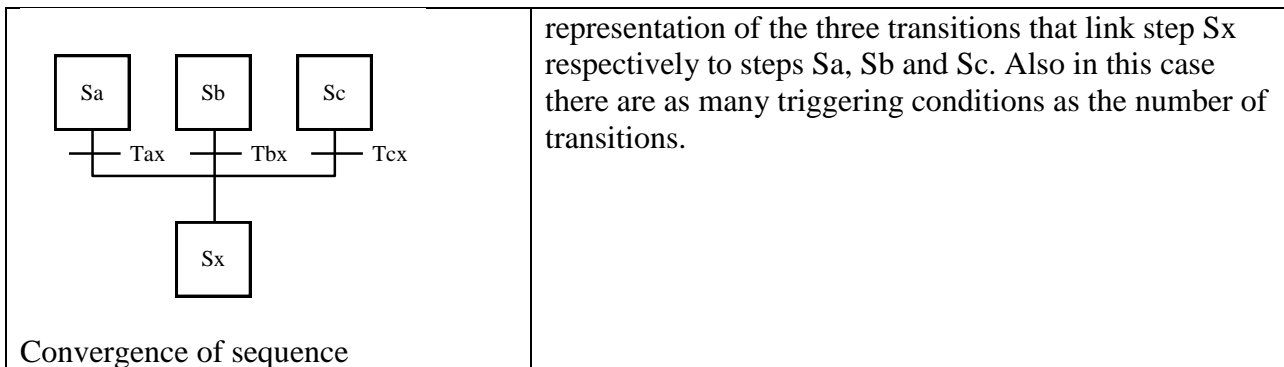 Sa Sb Sc
Tax Tbx Tcx
Sx
Convergence of sequence
representation of the three transitions that link step Sx
respectively to steps Sa, Sb and Sc. Also in this case
there are as many triggering conditions as the number of
transitions.